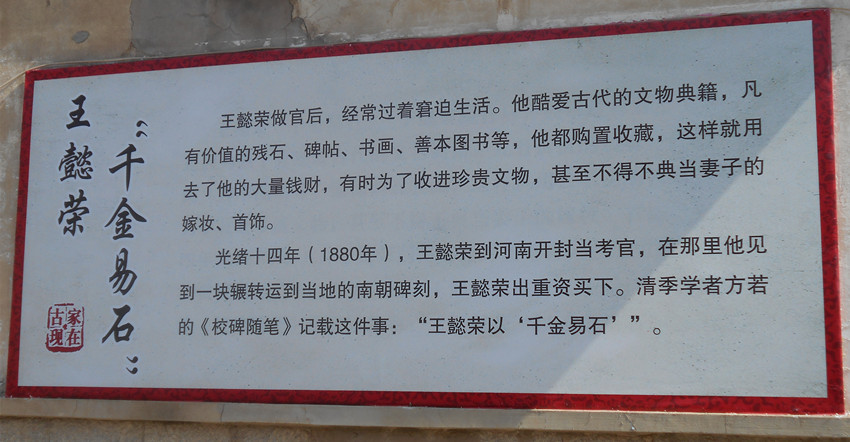 王懿荣
“千金易石”
古现家在
王懿荣做官后，经常过着窘迫生活。他酷爱古代的文物典籍，凡
有价值的残石、碑帖、书画、善本图书等，他都购置收藏，这样就用
去了他的大量钱财，有时为了收进珍贵文物，甚至不得不典当妻子的
嫁妆、首饰。
光绪十四年（1880年），王懿荣到河南开封当考官，在那里他见
到一块辗转运到当地的南朝碑刻，王懿荣出重资买下。清季学者方若
的《校碑随笔》记载这件事：“王懿荣以‘千金易石’”。